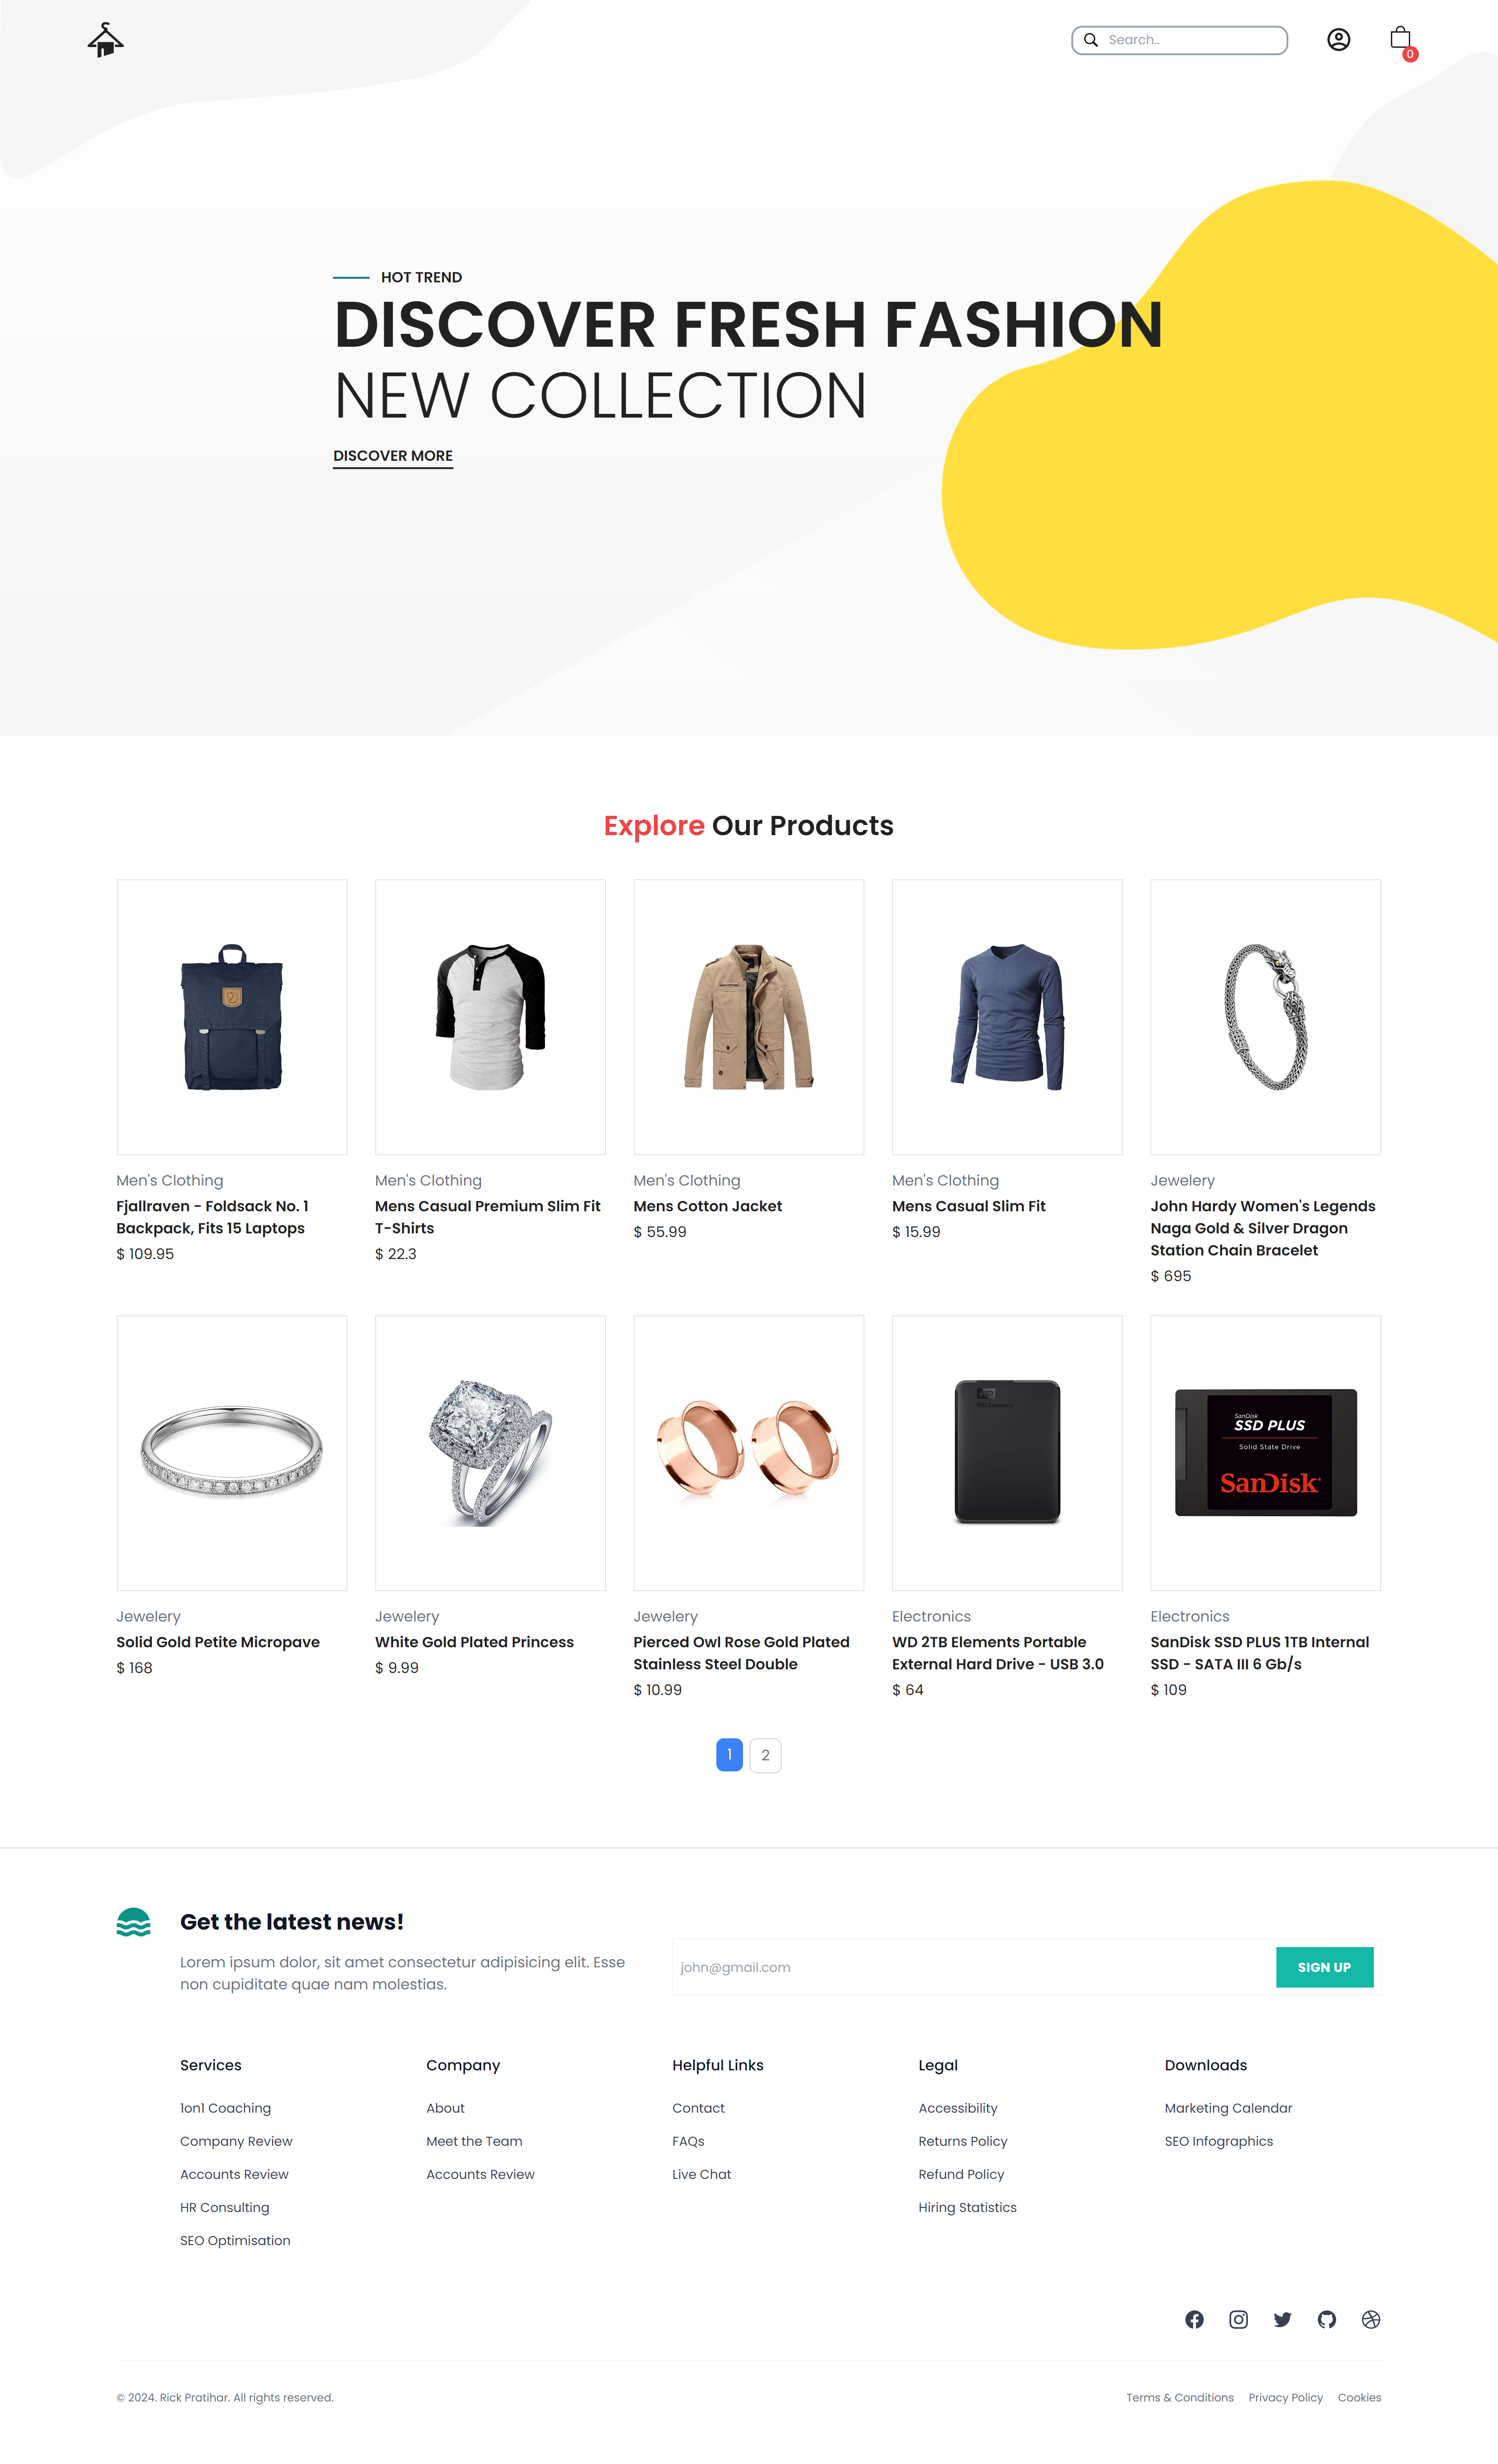 Search..
0
HOT TREND
DISCOVER FRESH FASHION
NEW COLLECTION
DISCOVER MORE
Explore Our Products
Men's Clothing
Fjallraven - Foldsack No. 1
Backpack, Fits 15 Laptops
$ 109.95
Men's Clothing
Mens Casual Premium Slim Fit
T-Shirts
$ 22.3
Men's Clothing
Mens Cotton Jacket
$ 55.99
Men's Clothing
Mens Casual Slim Fit
$ 15.99
Jewelery
John Hardy Women's Legends
Naga Gold & Silver Dragon
Station Chain Bracelet
$ 695
Jewelery
Solid Gold Petite Micropave
$ 168
Jewelery
White Gold Plated Princess
$ 9.99
Jewelery
Pierced Owl Rose Gold Plated
Stainless Steel Double
$ 10.99
WD
WD Elements
Electronics
WD 2TB Elements Portable
External Hard Drive - USB 3.0
$ 64
SanDisk
SSD PLUS
Solid State Drive
SanDisk
Electronics
SanDisk SSD PLUS 1TB Internal
SSD - SATA III 6 Gb/s
$ 109
1
2
Get the latest news!
Lorem ipsum dolor, sit amet consectetur adipisicing elit. Esse
non cupiditate quae nam molestias.
john@gmail.com
SIGN UP
Services
1on1 Coaching
Company Review
Accounts Review
HR Consulting
SEO Optimisation
Company
About
Meet the Team
Accounts Review
Helpful Links
Contact
FAQs
Live Chat
Legal
Accessibility
Returns Policy
Refund Policy
Hiring Statistics
Downloads
Marketing Calendar
SEO Infographics
© 2024. Rick Pratihar. All rights reserved.
Terms & Conditions
Privacy Policy
Cookies